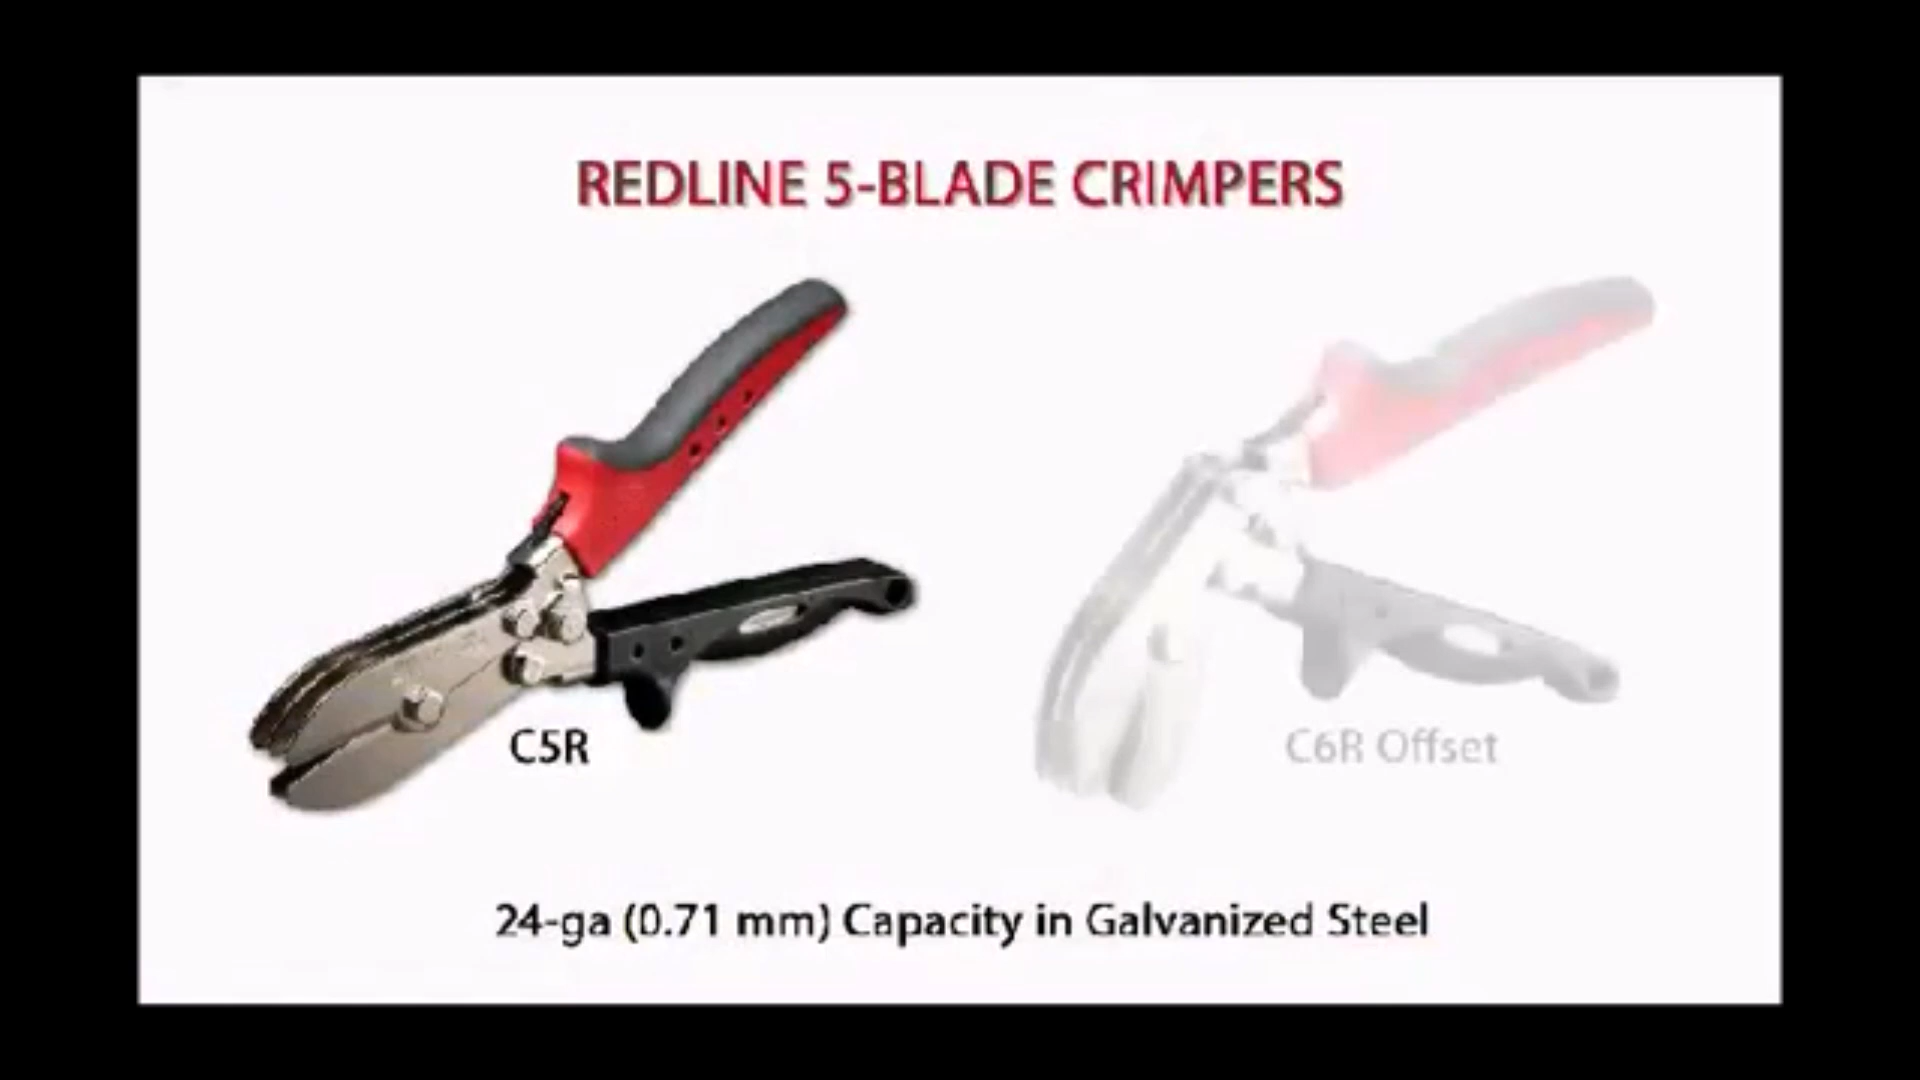 REDLINE 5-BLADE CRIMPERS
C5R
C6R Offset
24-ga (0.71 mm) Capacity in Galvanized Steel